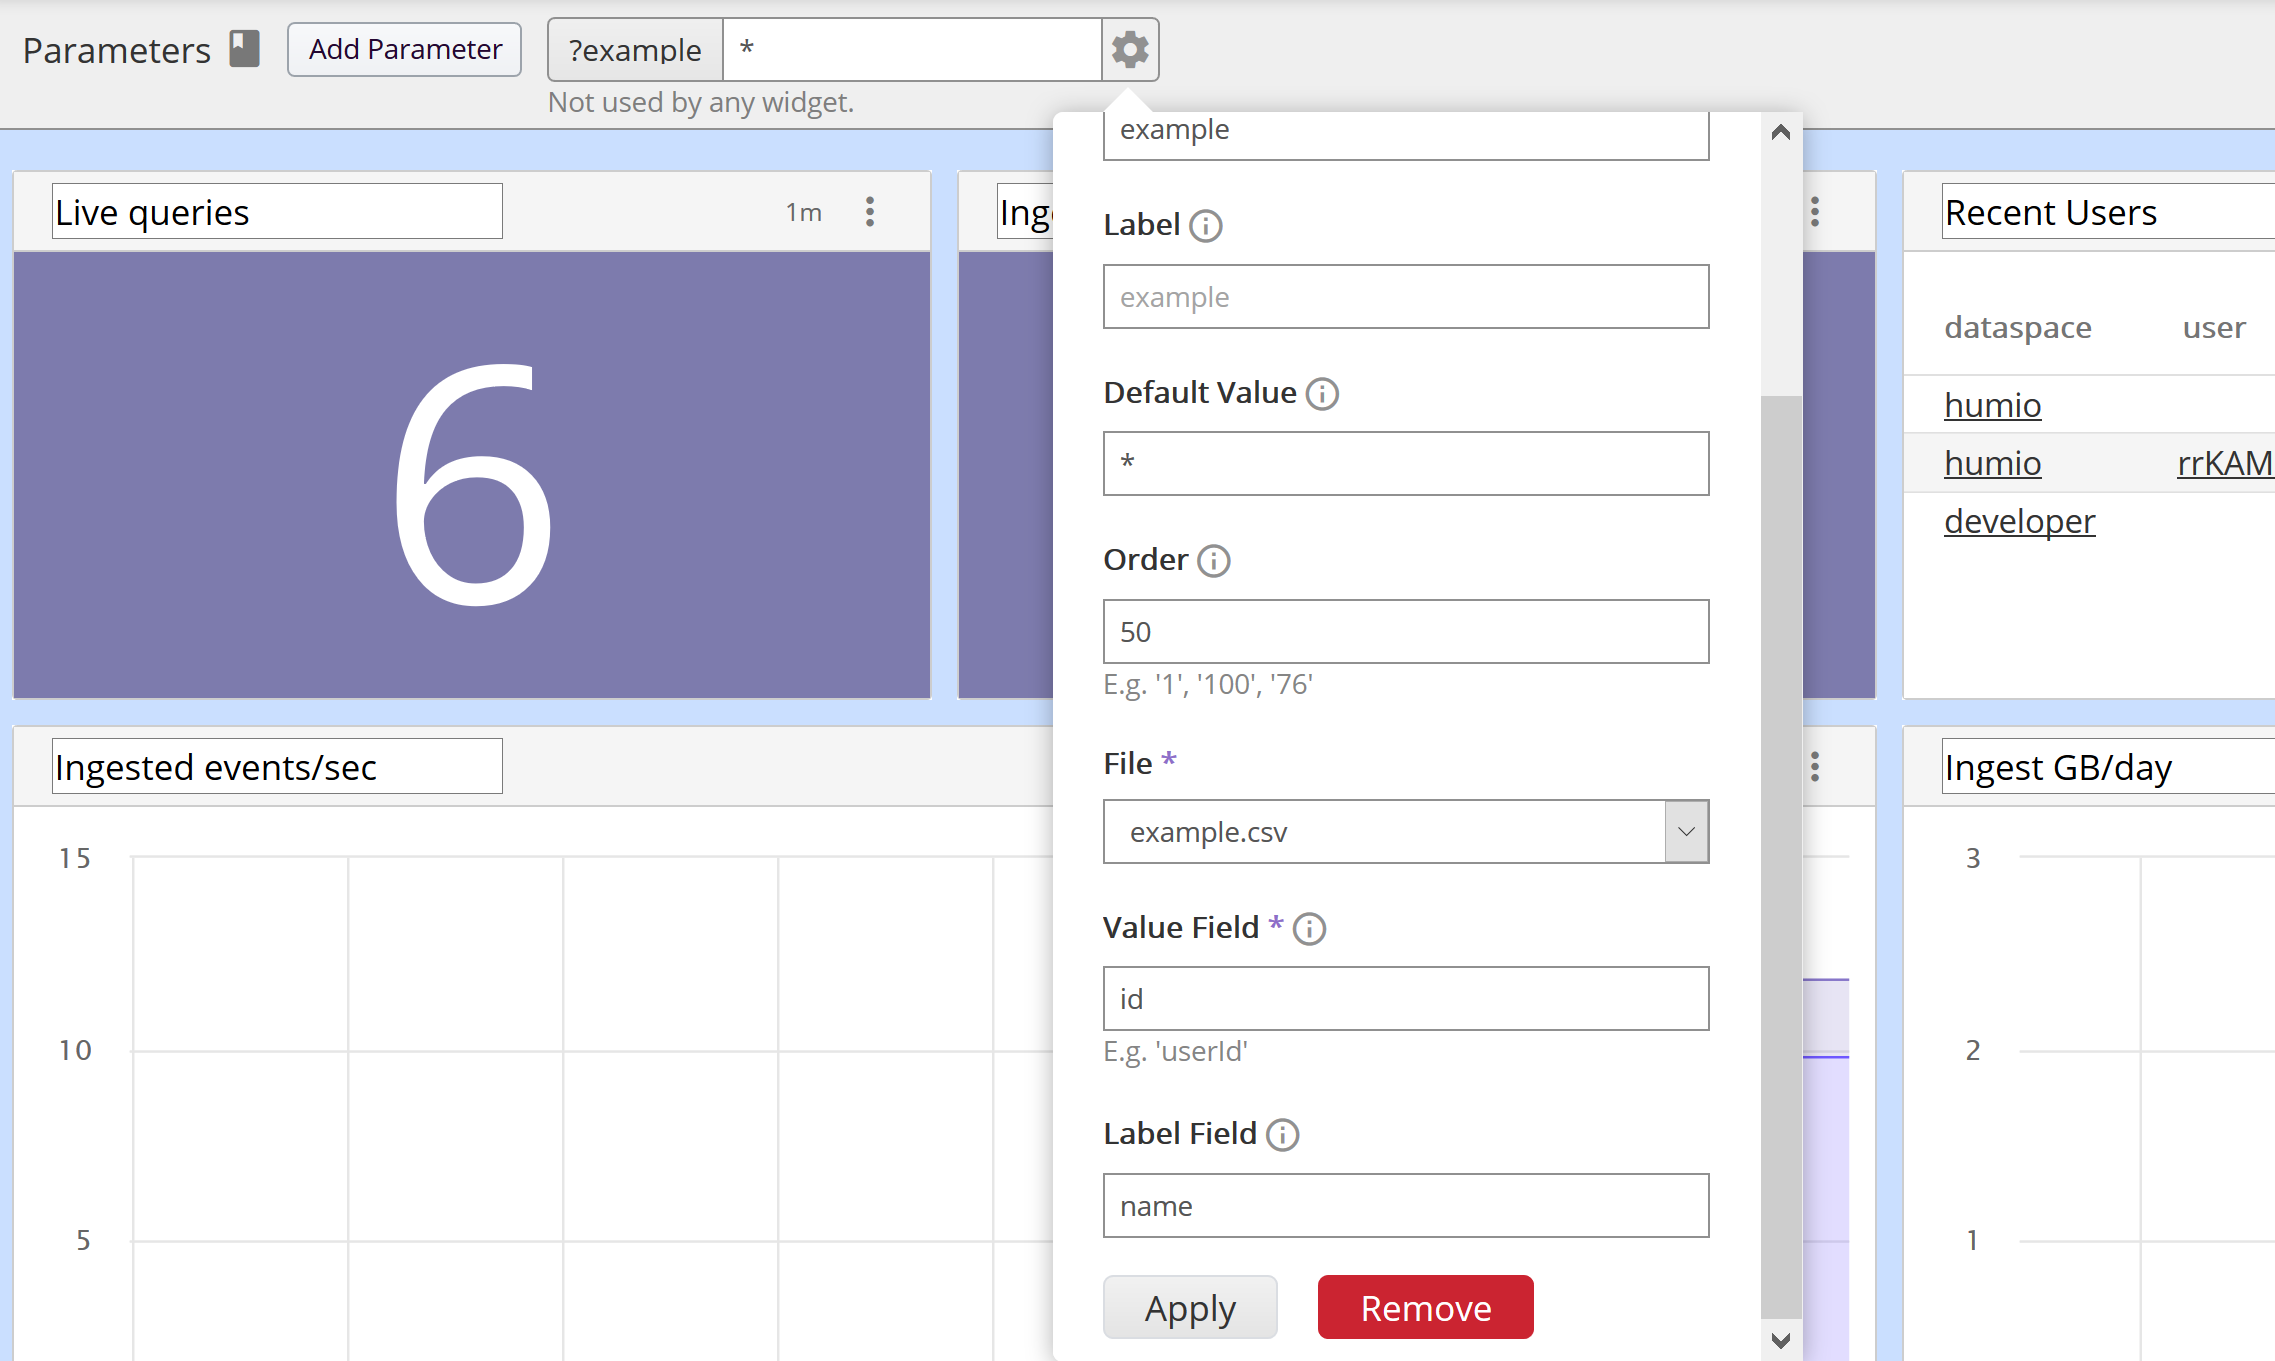 Parameters Add Parameter ?example *
Not used by any widget.
example
Live queries 1m
Recent Users
Label
example
dataspace user
Default Value
humio
*
humio rrKAM
6
developer
Order
50
E.g. '1', '100', '76'
File *
Ingested events/sec
Ingest GB/day
example.csv
15
3
Value Field *
id
10
2
E.g. 'userId'
Label Field
name
5
1
Apply Remove